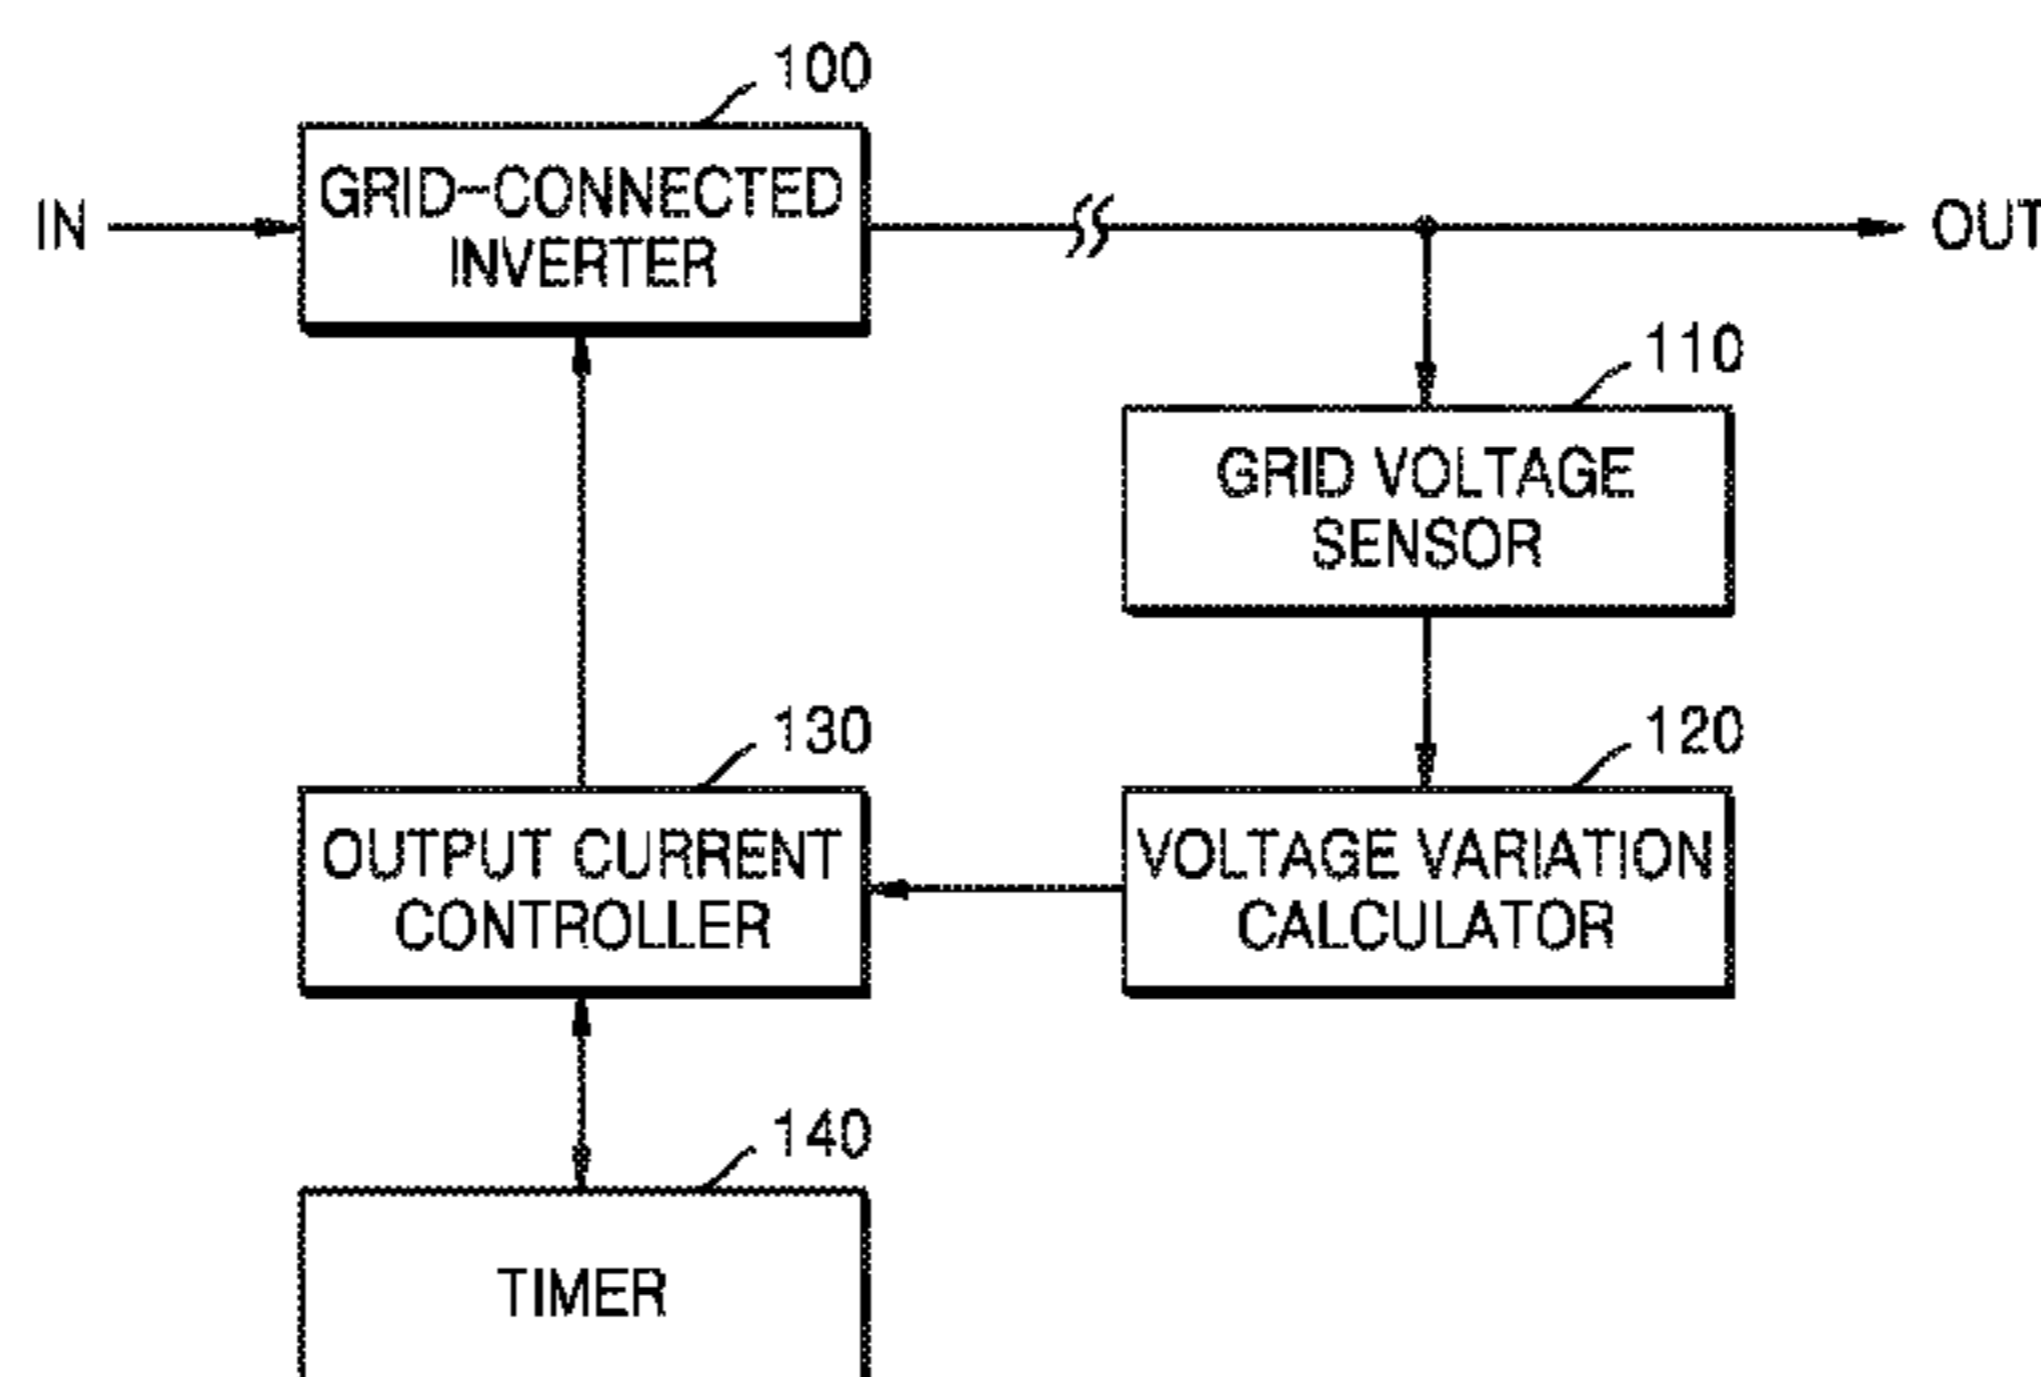 100
GRID-CONNECTED
INVERTER
IN
OUT
110
GRID VOLTAGE
SENSOR
130
OUTPUT CURRENT
CONTROLLER
120
VOLTAGE VARIATION
CALCULATOR
140
TIMER